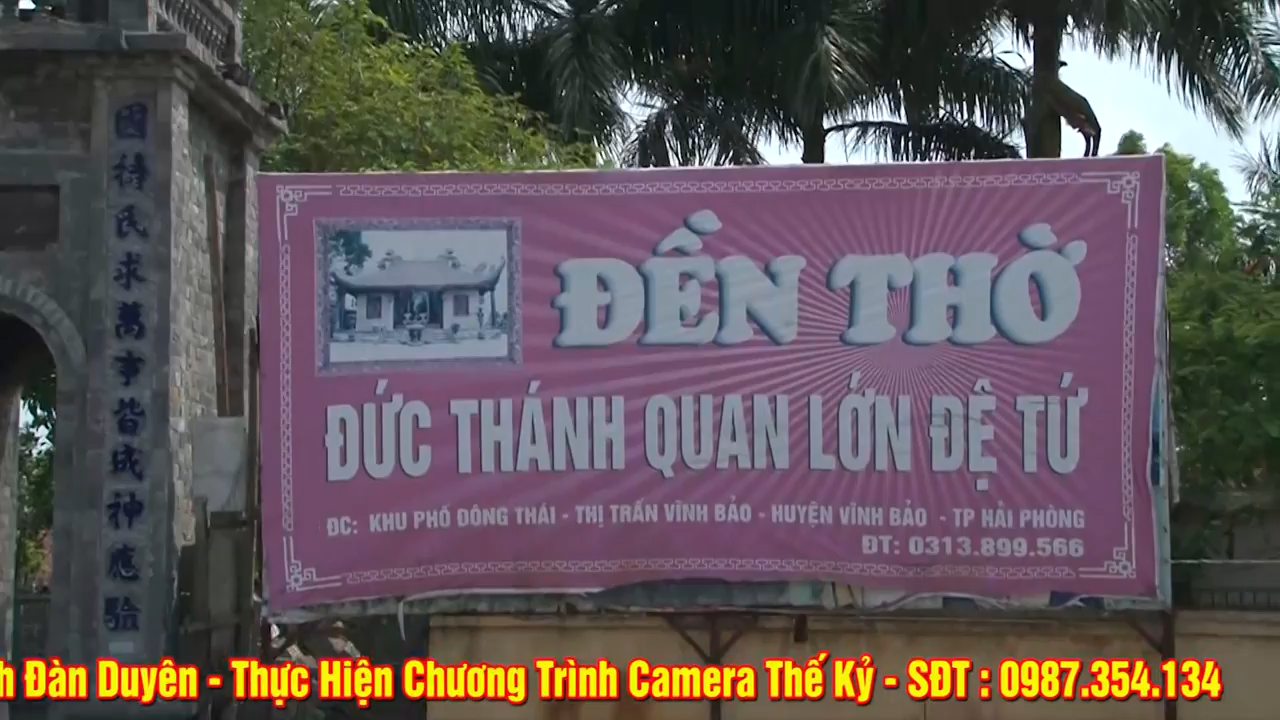 國禱民求萬事皆成神應驗
ĐỀN THỜ
ĐỨC THÁNH QUAN LỚN ĐỆ TỨ
ĐC: KHU PHỐ ĐÔNG THÁI - THỊ TRẤN VĨNH BẢO - HUYỆN VĨNH BẢO - TP HẢI PHÒNG
ĐT: 0313.899.566
h Đàn Duyên - Thực Hiện Chương Trình Camera Thế Kỷ - SĐT : 0987.354.134